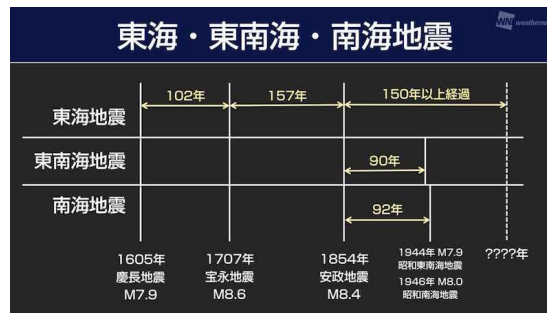 WN weathernews
東海・東南海・南海地震
102年
157年
150年以上経過
東海地震
東南海地震
90年
南海地震
92年
1605年
慶長地震
M7.9
1707年
宝永地震
M8.6
1854年
安政地震
M8.4
1944年 M7.9
昭和東南海地震
1946年 M8.0
昭和南海地震
????年